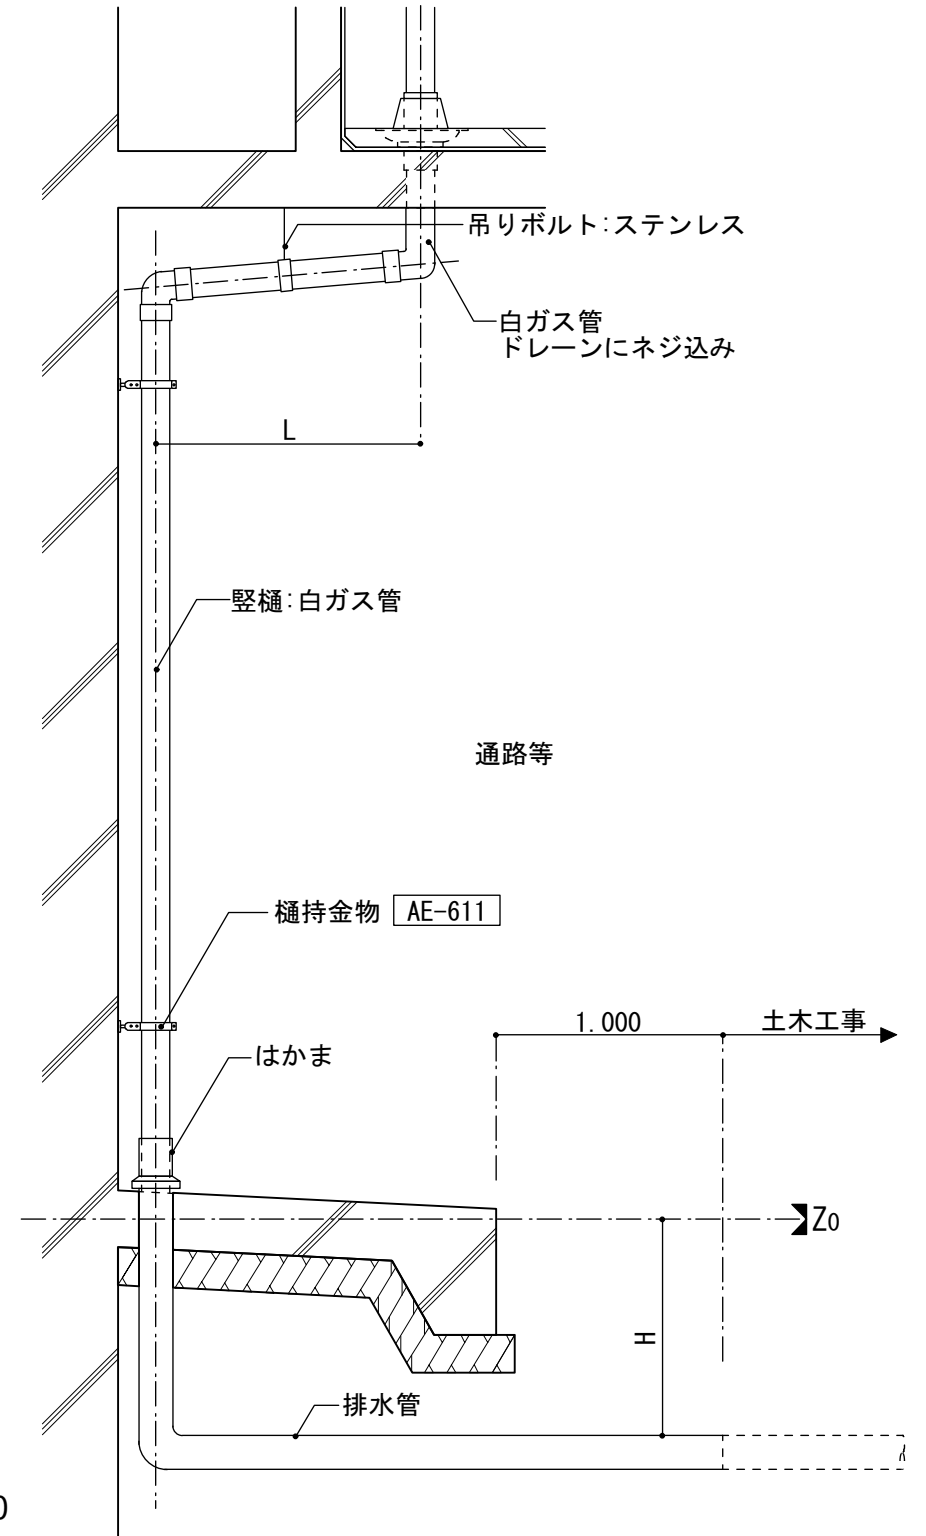 吊りボルト:ステンレス
白ガス管
ドレーンにネジ込み
L
竪樋:白ガス管
通路等
樋持金物 AE-611
1.000 土木工事
はかま
Z0
H
排水管
0